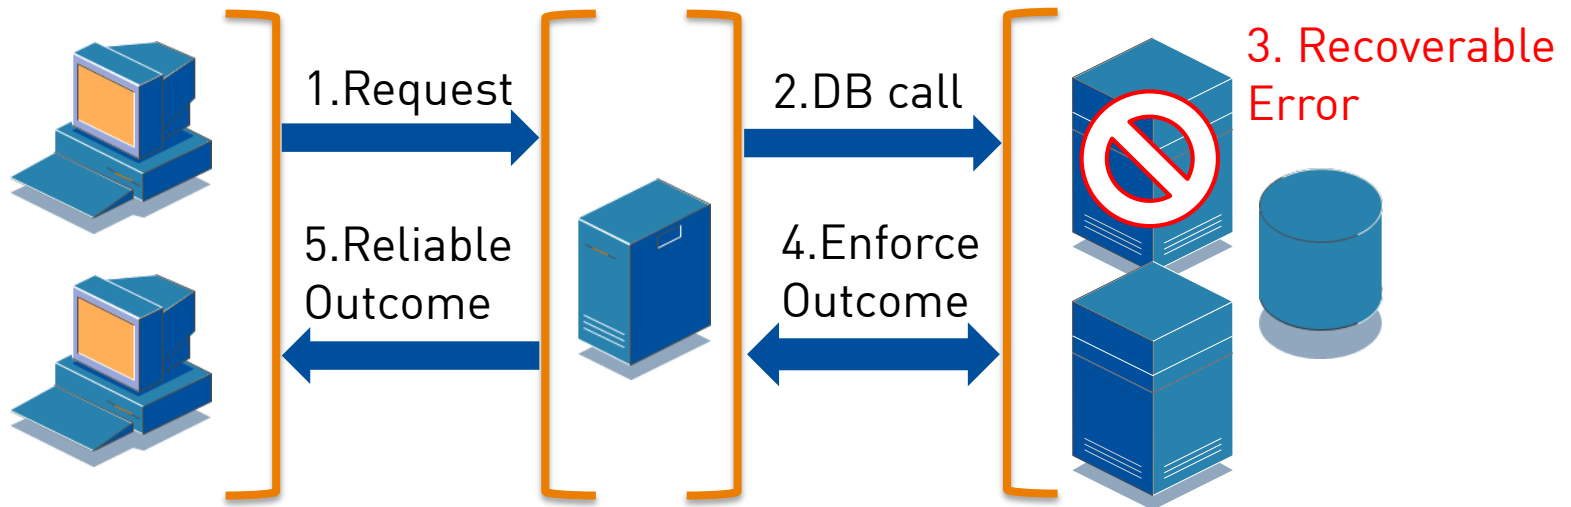 1.Request
2.DB call
3. Recoverable
Error
5.Reliable
Outcome
4.Enforce
Outcome